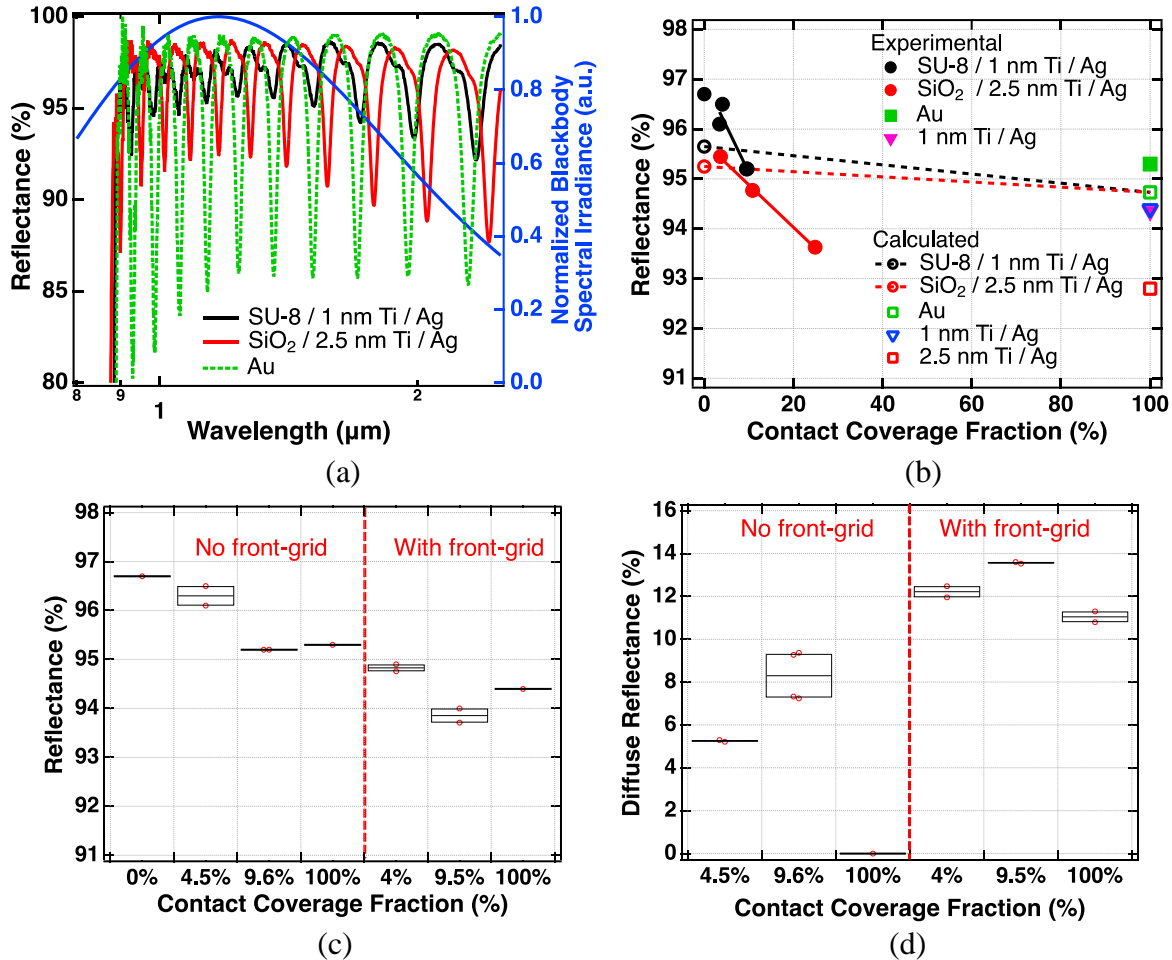 100
95
90
85
80
Reflectance (%)
1.0
0.8
0.6
0.4
0.2
0.0
Normalized Blackbody
Spectral Irradiance (a.u.)
SU-8 / 1 nm Ti / Ag
SiO2 / 2.5 nm Ti / Ag
Au
8
9
1
2
Wavelength (µm)
(a)
98
97
96
95
94
93
92
91
Reflectance (%)
Experimental
SU-8 / 1 nm Ti / Ag
SiO2 / 2.5 nm Ti / Ag
Au
1 nm Ti / Ag
Calculated
SU-8 / 1 nm Ti / Ag
SiO2 / 2.5 nm Ti / Ag
Au
1 nm Ti / Ag
2.5 nm Ti / Ag
0 20 40 60 80 100
Contact Coverage Fraction (%)
(b)
98
97
96
95
94
93
92
91
Reflectance (%)
No front-grid
With front-grid
0% 4.5% 9.6% 100% 4% 9.5% 100%
Contact Coverage Fraction (%)
(c)
16
14
12
10
8
6
4
2
0
Diffuse Reflectance (%)
No front-grid
With front-grid
4.5% 9.6% 100% 4% 9.5% 100%
Contact Coverage Fraction (%)
(d)